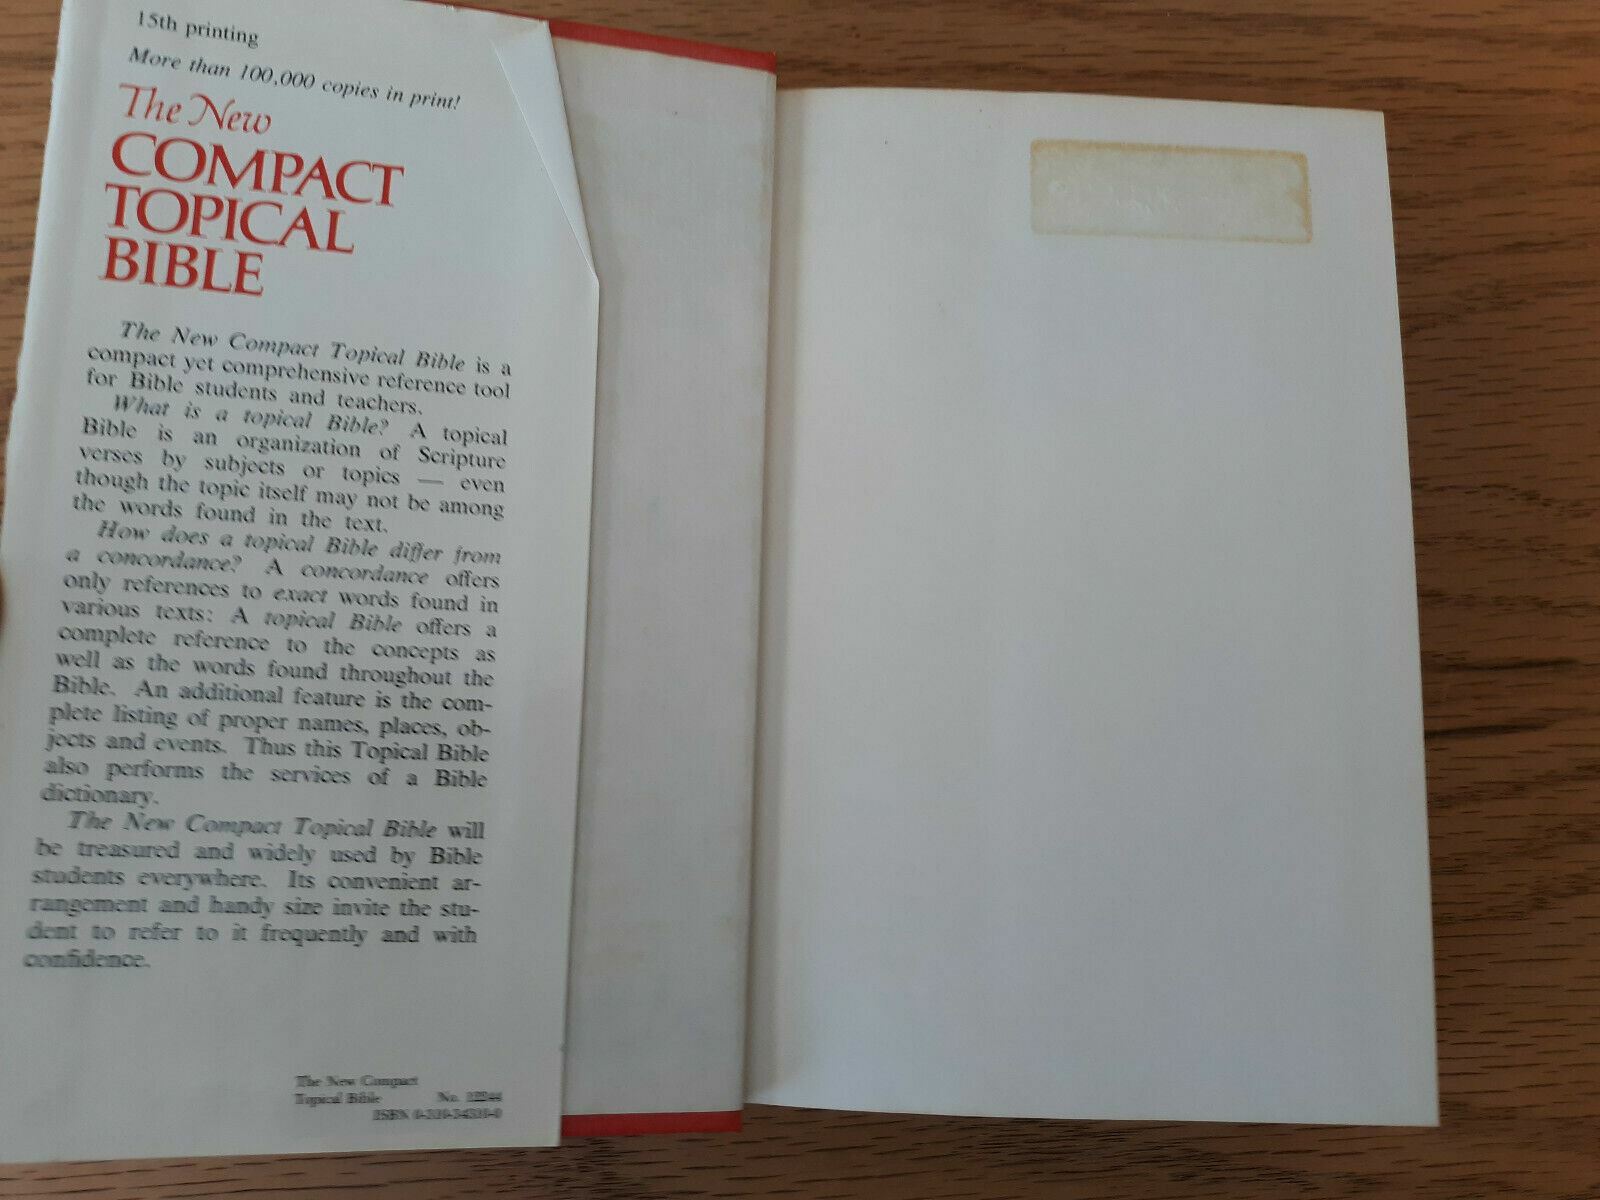 15th printing
More than 100,000 copies in print!
The New
COMPACT
TOPICAL
BIBLE
The New Compact Topical Bible is a
compact yet comprehensive reference tool
for Bible students and teachers.
What is a topical Bible? A topical
Bible is an organization of Scripture
verses by subjects or topics — even
though the topic itself may not be among
the words found in the text.
How does a topical Bible differ from
a concordance? A concordance offers
only references to exact words found in
various texts: A topical Bible offers a
complete reference to the concepts as
well as the words found throughout the
Bible. An additional feature is the com-
plete listing of proper names, places, ob-
jects and events. Thus this Topical Bible
also performs the services of a Bible
dictionary.
The New Compact Topical Bible will
be treasured and widely used by Bible
students everywhere. Its convenient ar-
rangement and handy size invite the stu-
dent to refer to it frequently and with
confidence.
The New Compact
Topical Bible No.
ISBN